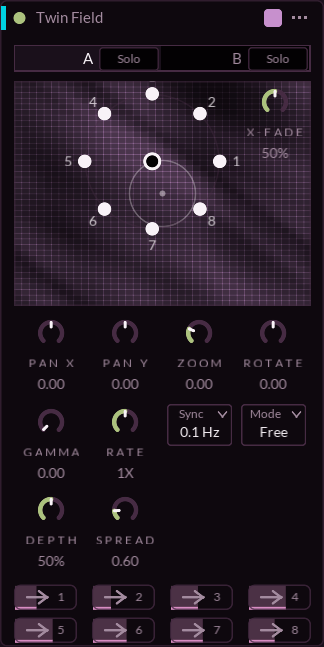 Twin Field
A Solo B Solo
4 2
X-FADE
50%
5 1
6 8
7
PAN X PAN Y ZOOM ROTATE
0.00 0.00 0.00 0.00
Sync Mode
0.1 Hz Free
GAMMA RATE
0.00 1X
DEPTH SPREAD
50% 0.60
1 2 3 4
5 6 7 8